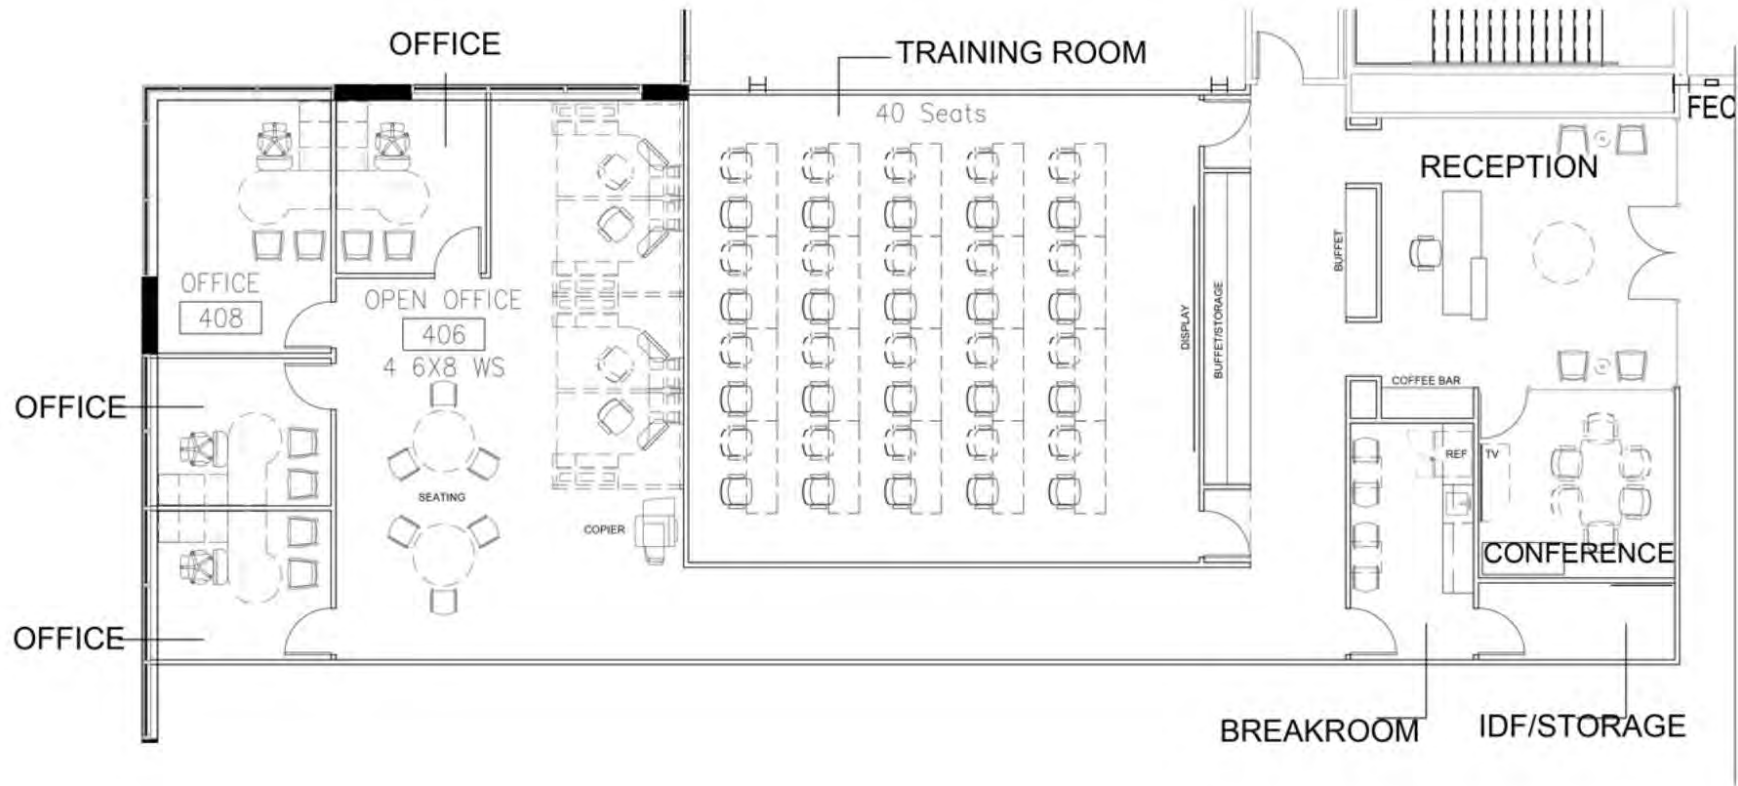 OFFICE
TRAINING ROOM
40 Seats
FEC
RECEPTION
BUFFET
OFFICE
408
OPEN OFFICE
406
4 6X8 WS
DISPLAY
BUFFET/STORAGE
COFFEE BAR
OFFICE
REF
TV
SEATING
COPIER
CONFERENCE
OFFICE
BREAKROOM
IDF/STORAGE